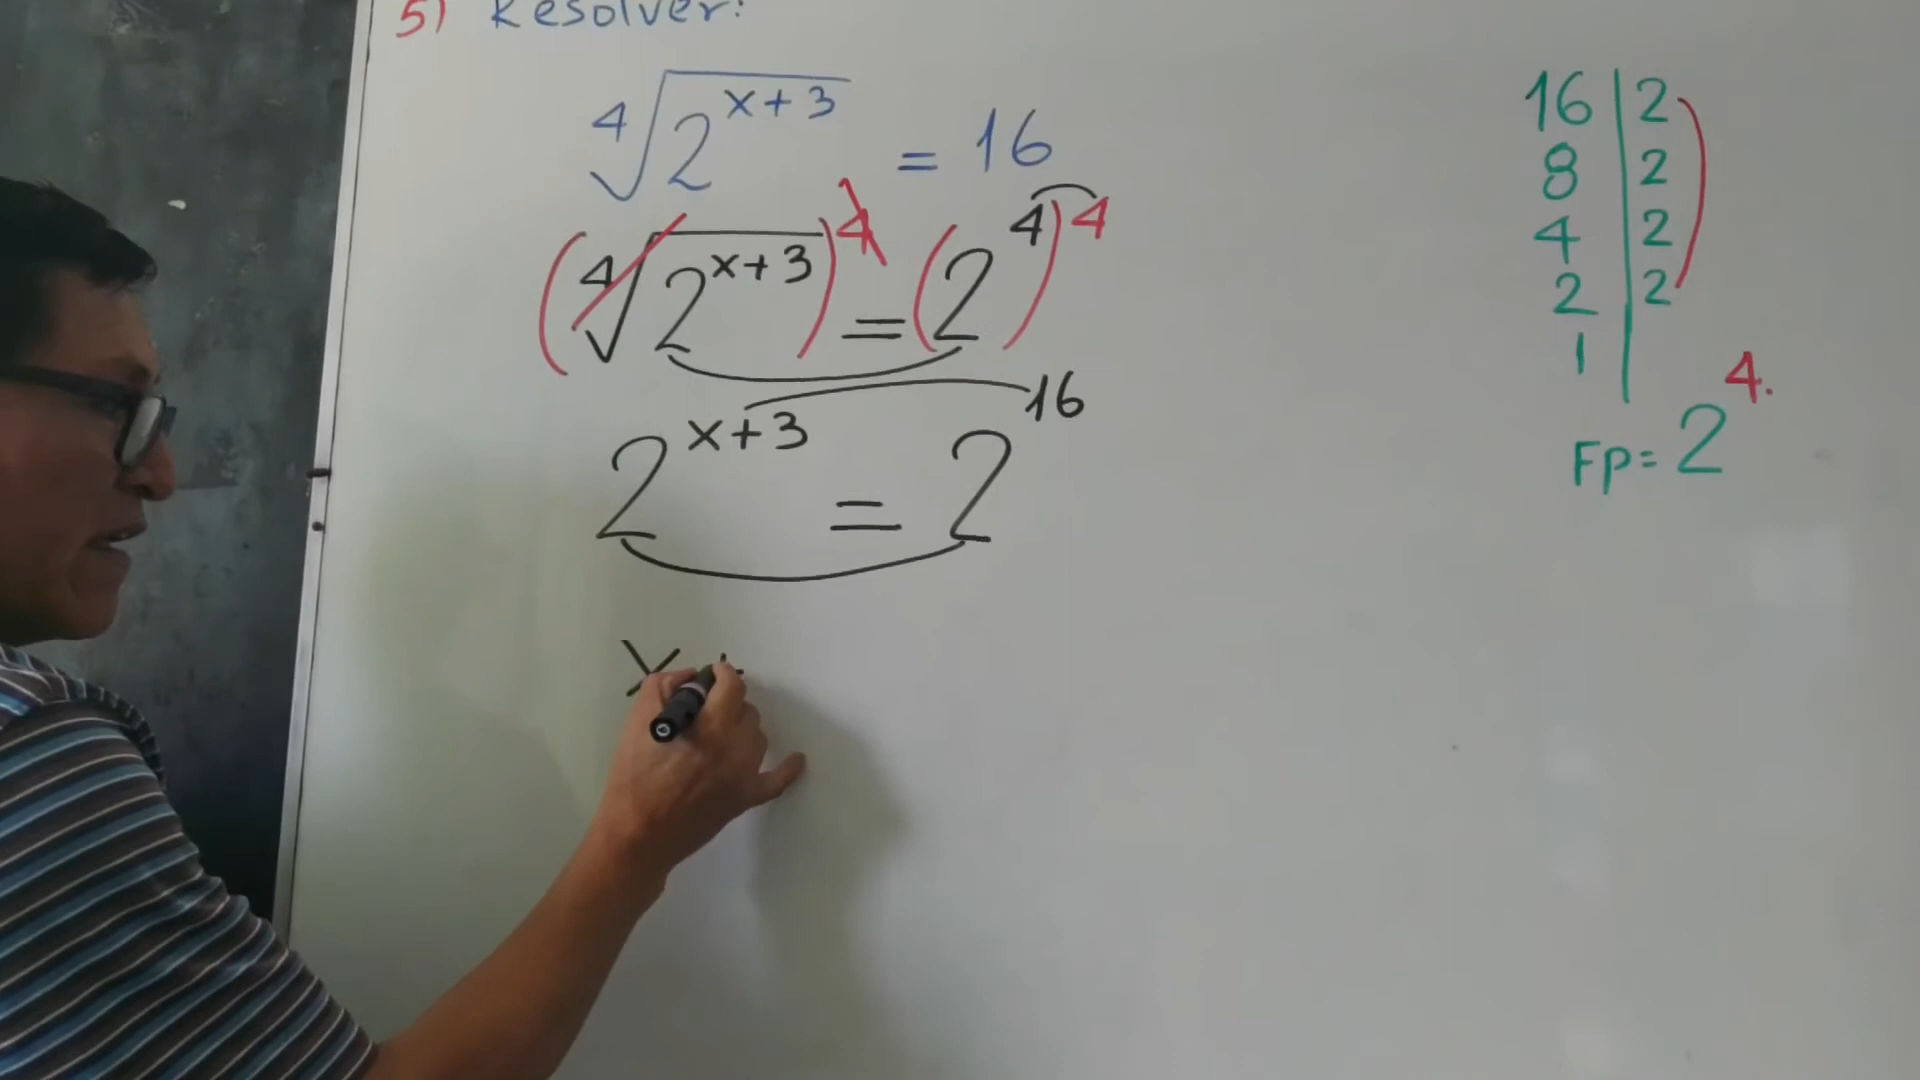 5) Resolver:
⁴√2^(x+3) = 16
(⁴√2^(x+3))^4 = (2^4)^4
2^(x+3) = 2^16
x +
16 | 2
8 | 2
4 | 2
2 | 2
1 |
Fp = 2^4.